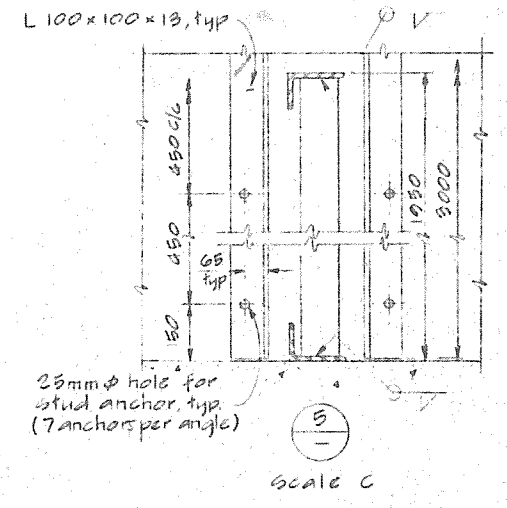 L 100×100×13, typ
450 c/c
450
150
65
typ
1950
3000
25mm φ hole for
stud anchor, typ.
(7 anchors per angle)
5
Scale C